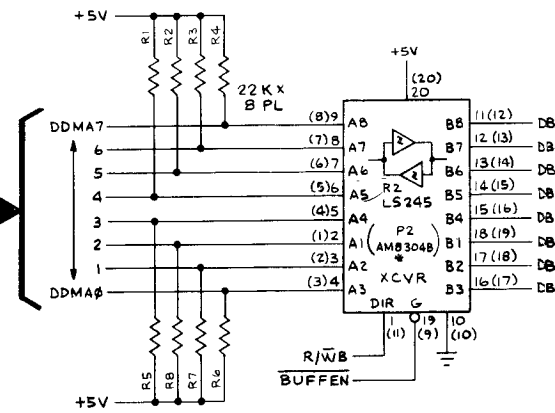 +5V
R1 R2 R3 R4
+5V
(20)
20
22K X
8 PL
DDMA7 (8)9 A8 B8 11(12) DB
6 (7)8 A7 B7 12(13) DB
5 (6)7 A6 B6 13(14) DB
4 (5)6 A5 R2 B5 14(15) DB
LS245
3 (4)5 A4 B4 15(16) DB
2 (1)2 A1 (P2 B1 18(19) DB
AM8304B)
*
1 (2)3 A2 B2 17(18) DB
XCVR
DDMA0 (3)4 A3 B3 16(17) DB
DIR G
1 19 10
(11) (9) (10)
R5 R8 R7 R6
R/W̅B
B̅U̅F̅F̅E̅N̅
+5V